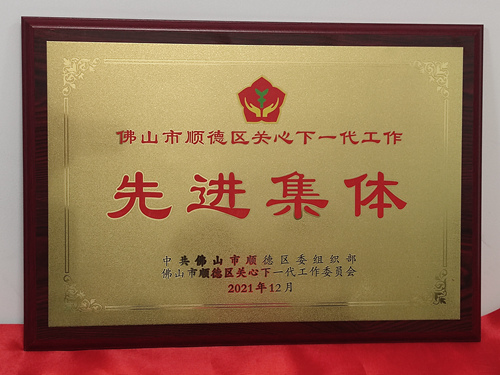 佛山市顺德区关心下一代工作
先进集体
中共佛山市顺德区委组织部
佛山市顺德区关心下一代工作委员会
2021年12月